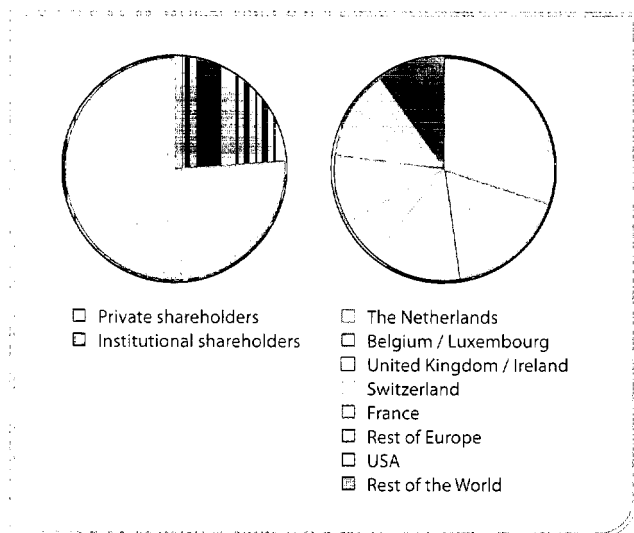 Private shareholders
Institutional shareholders
The Netherlands
Belgium / Luxembourg
United Kingdom / Ireland
Switzerland
France
Rest of Europe
USA
Rest of the World